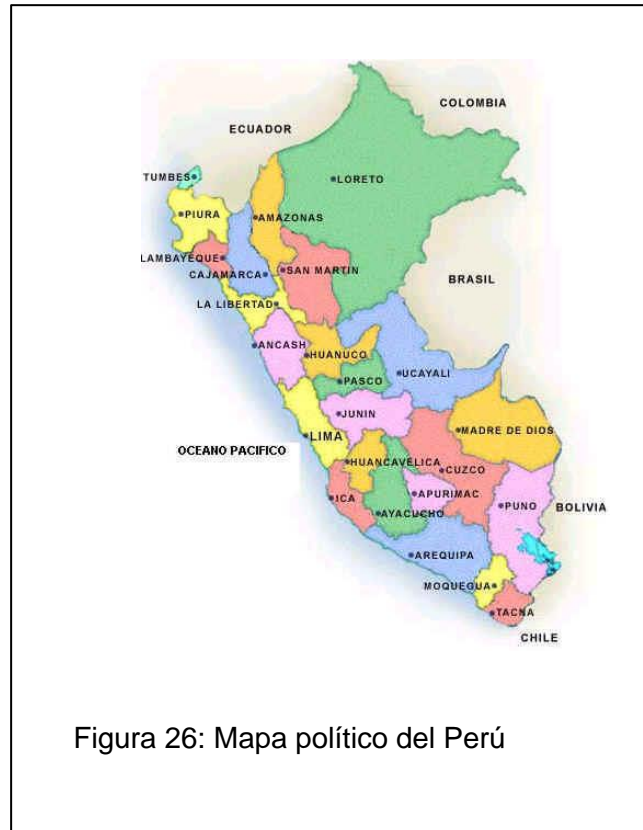 COLOMBIA
ECUADOR
TUMBES
LORETO
PIURA
AMAZONAS
LAMBAYEQUE
CAJAMARCA
SAN MARTIN
BRASIL
LA LIBERTAD
ANCASH
HUANUCO
UCAYALI
PASCO
JUNIN
LIMA
MADRE DE DIOS
OCEANO PACIFICO
HUANCAVELICA
CUZCO
ICA
APURIMAC
PUNO
BOLIVIA
AYACUCHO
AREQUIPA
MOQUEGUA
TACNA
CHILE
Figura 26: Mapa político del Perú